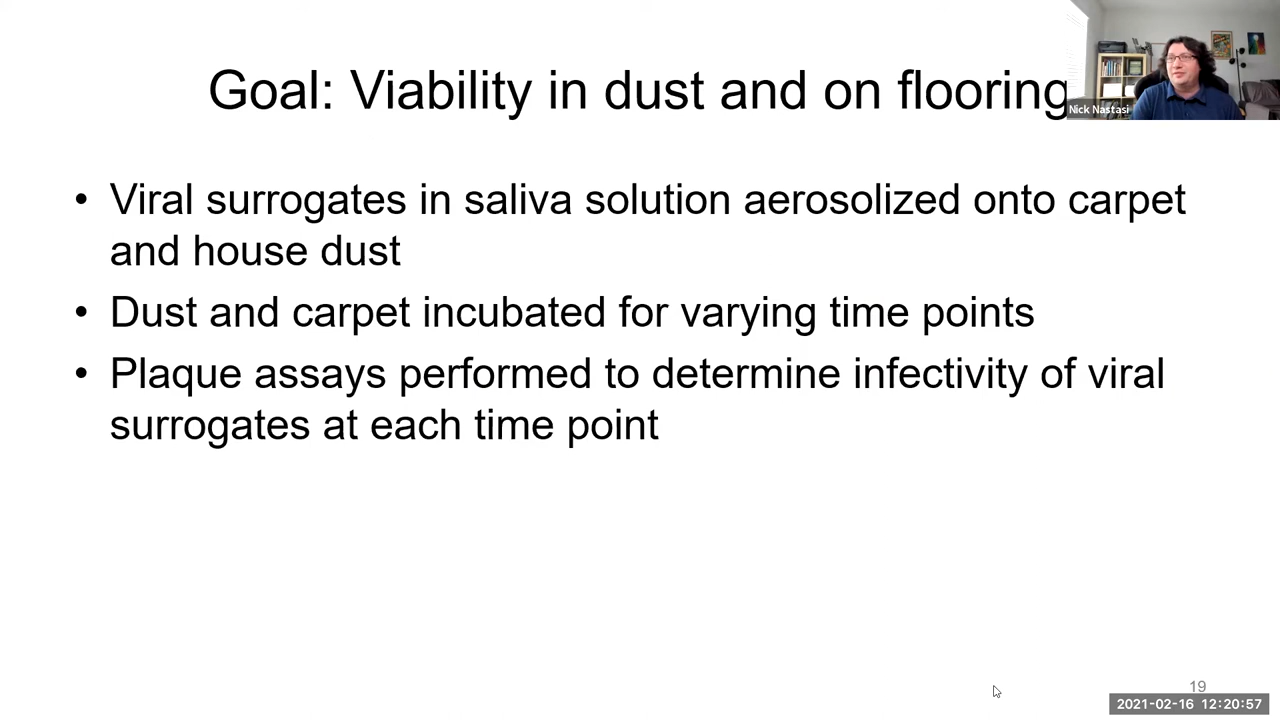 Goal: Viability in dust and on flooring
Nick Nastasi
• Viral surrogates in saliva solution aerosolized onto carpet
and house dust
• Dust and carpet incubated for varying time points
• Plaque assays performed to determine infectivity of viral
surrogates at each time point
19
2021-02-16 12:20:57